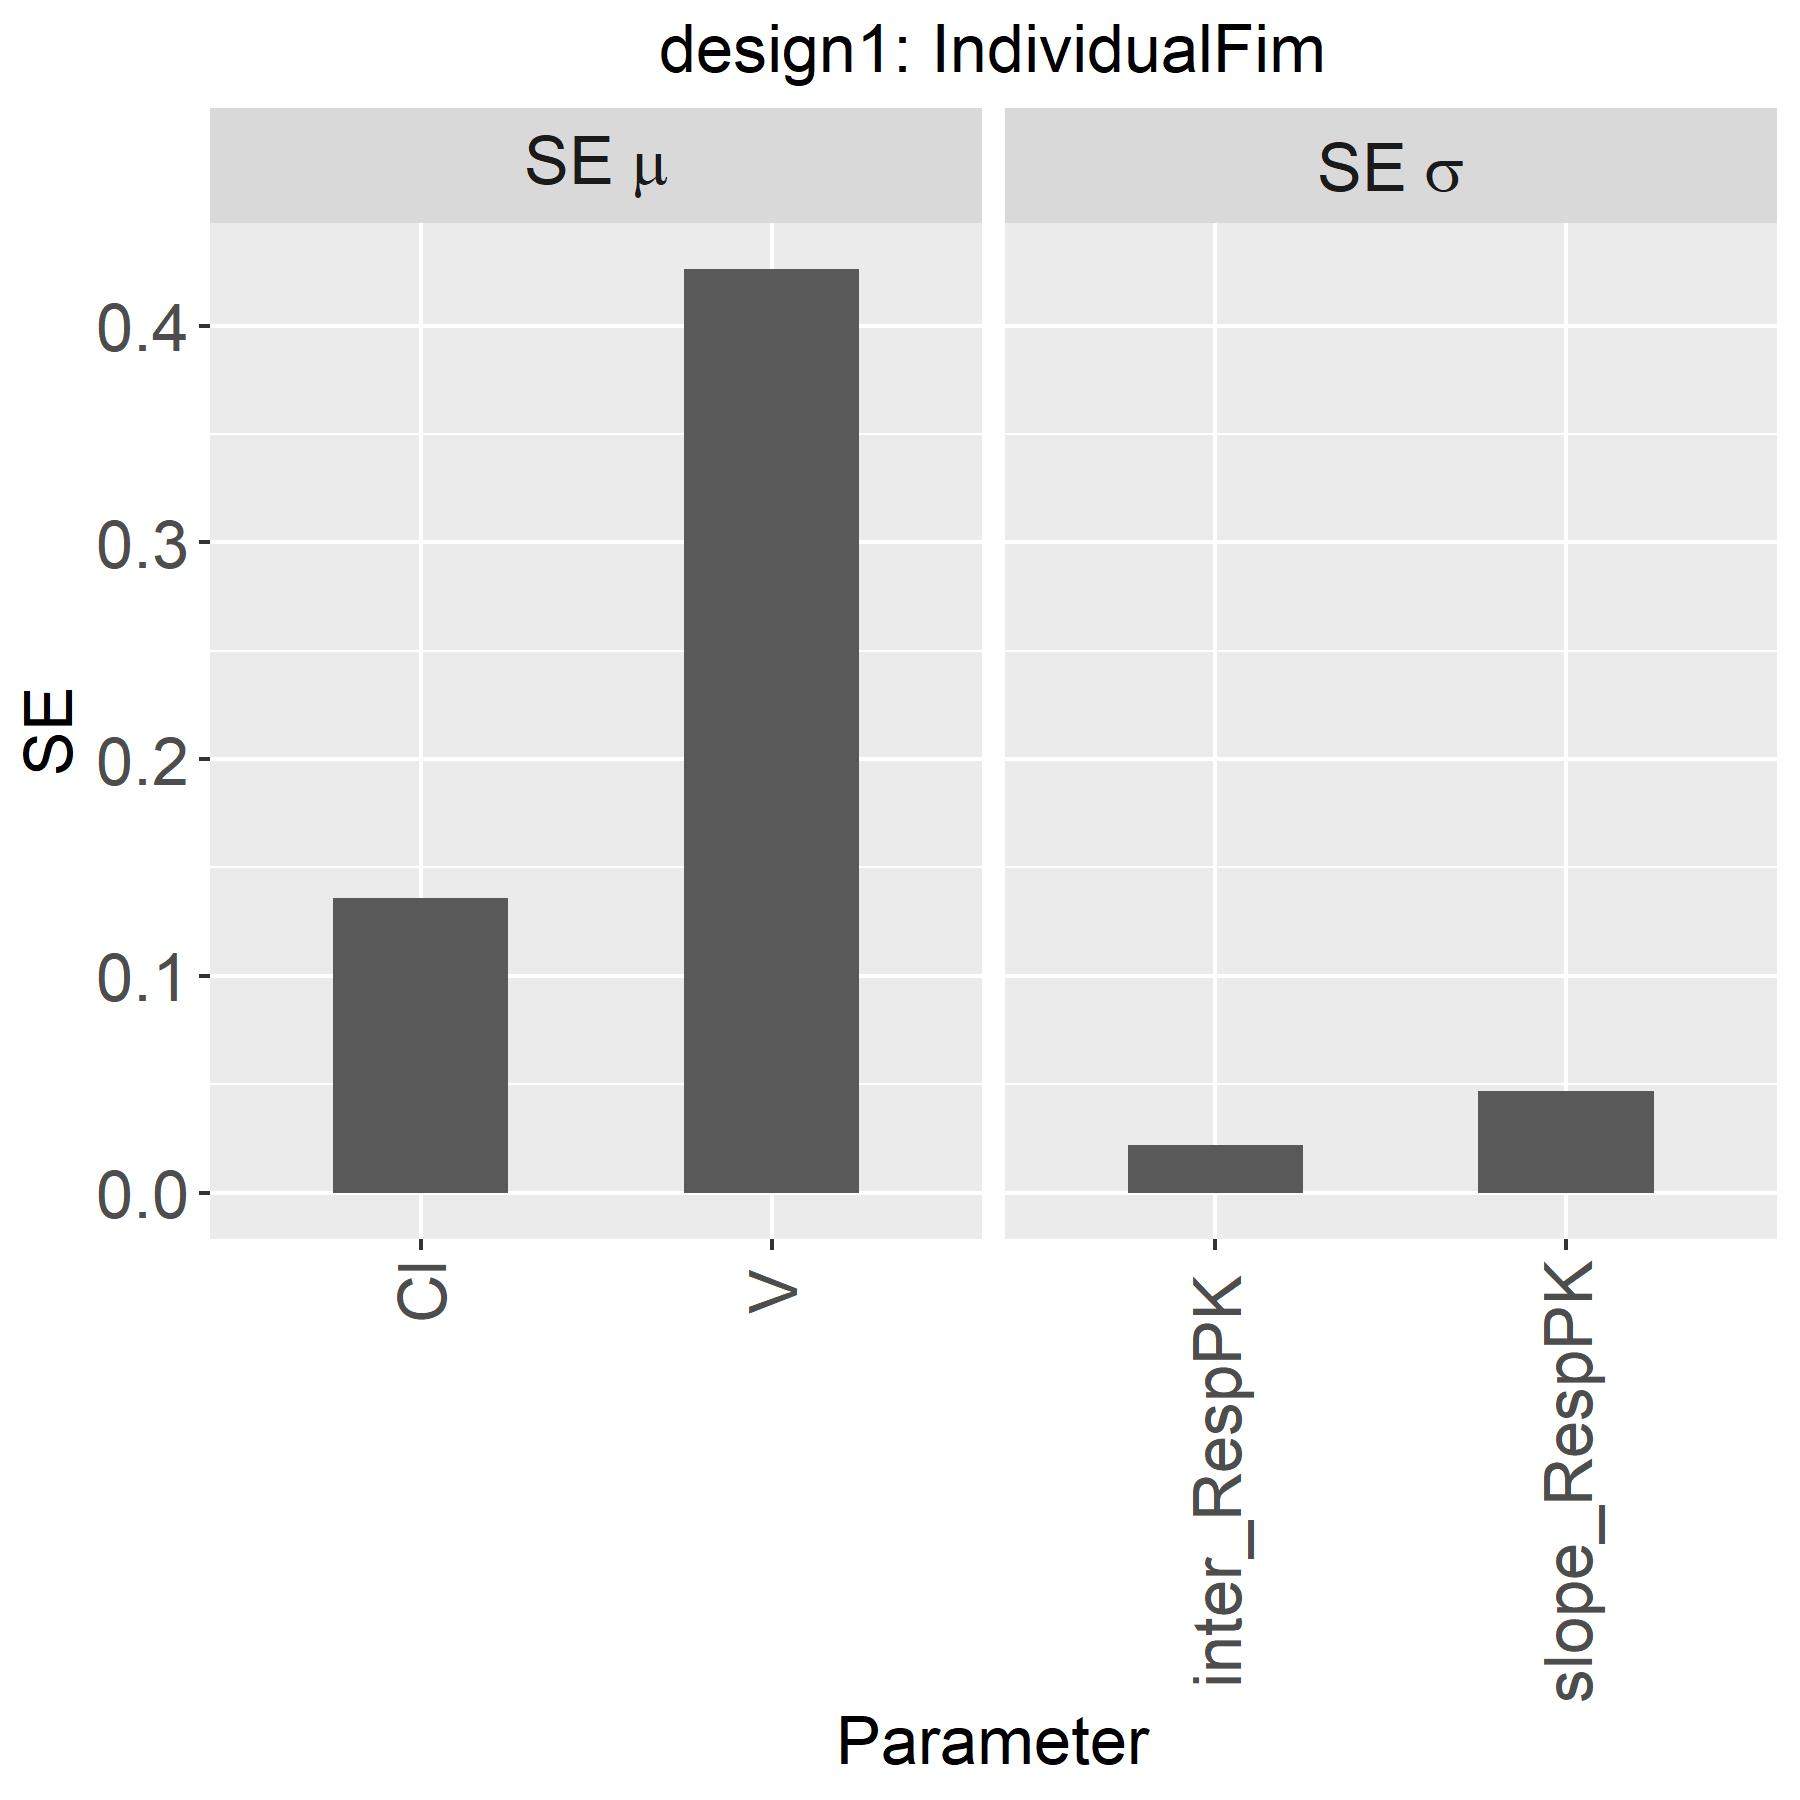 design1: IndividualFim
SE μ
SE σ
SE
0.4
0.3
0.2
0.1
0.0
Cl
V
inter_RespPK
slope_RespPK
Parameter